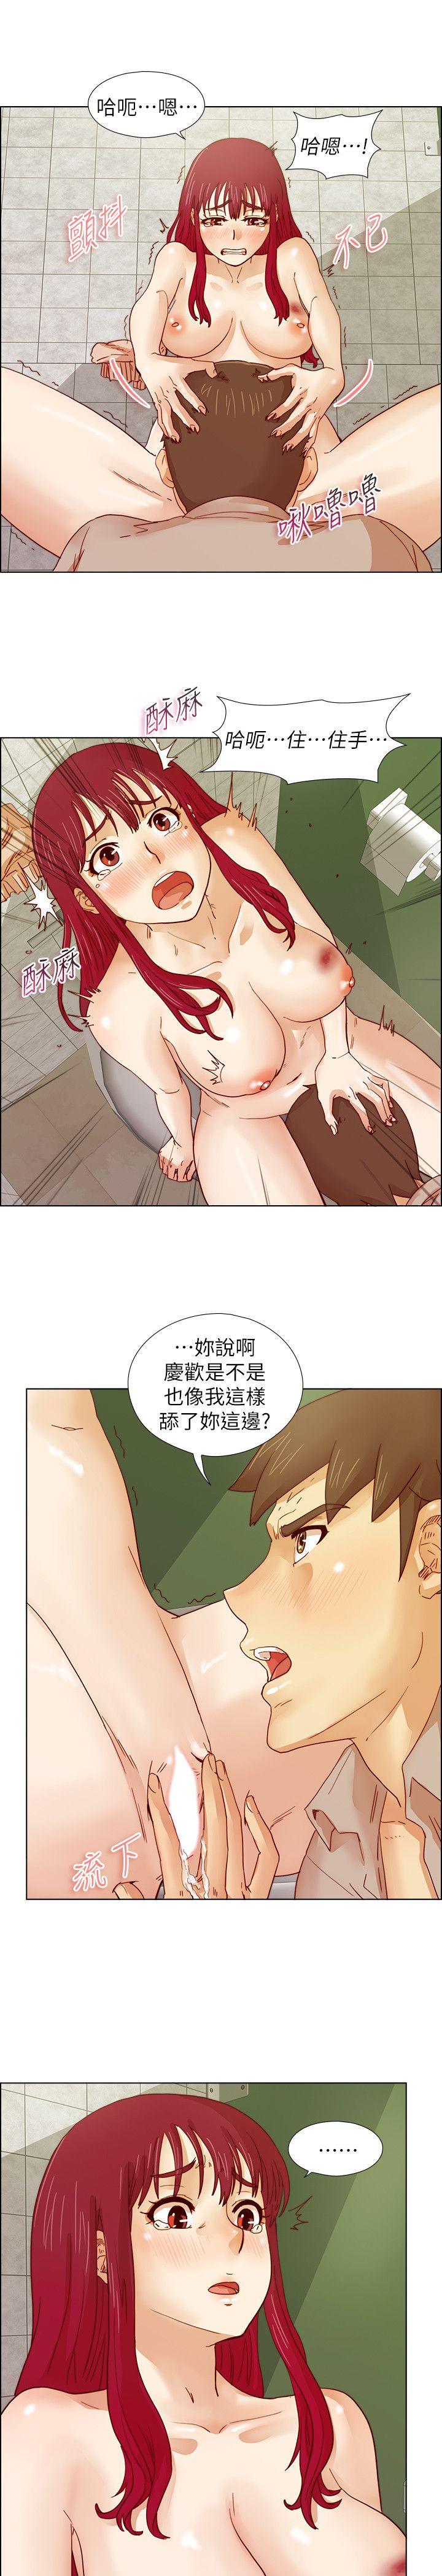 哈呃⋯嗯⋯
哈嗯⋯!
顫抖
不已
啾嚕嚕
酥麻
哈呃⋯住⋯住手⋯
酥麻
⋯妳說啊
慶歡是不是
也像我這樣
舔了妳這邊?
流下
⋯⋯